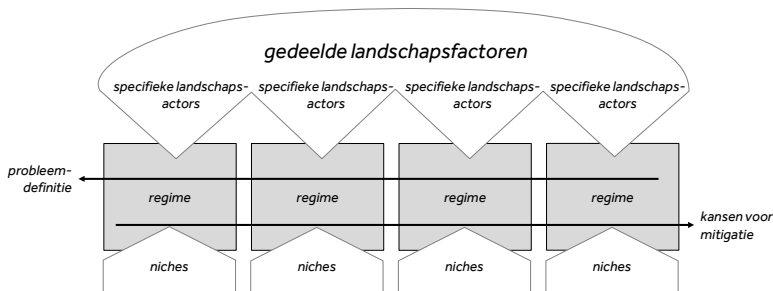 gedeelde landschapsfactoren
specifieke landschaps-
actors
specifieke landschaps-
actors
specifieke landschaps-
actors
specifieke landschaps-
actors
probleem-
definitie
regime
regime
regime
regime
kansen voor
mitigatie
niches
niches
niches
niches